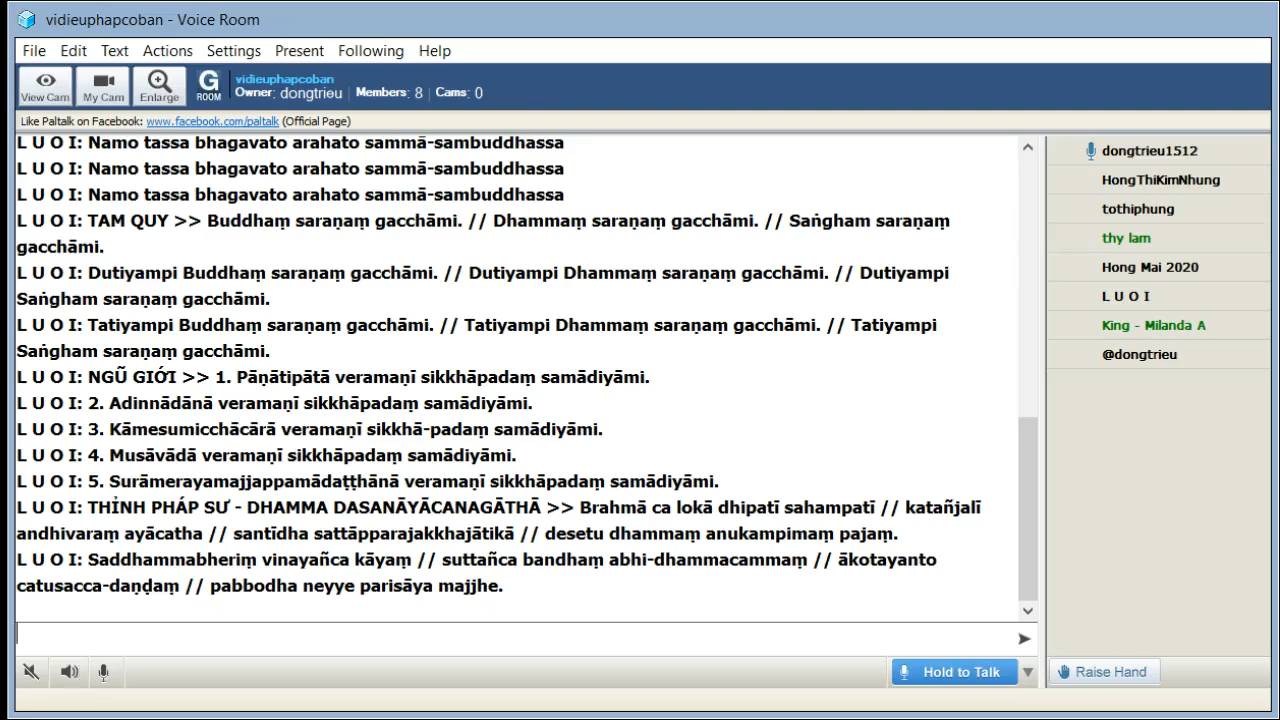 vidieuphapcoban - Voice Room
File Edit Text Actions Settings Present Following Help
View Cam My Cam Enlarge G ROOM
vidieuphapcoban
Owner: dongtrieu | Members: 8 | Cams: 0
Like Paltalk on Facebook: www.facebook.com/paltalk (Official Page)
L U O I: Namo tassa bhagavato arahato sammā-sambuddhassa
L U O I: Namo tassa bhagavato arahato sammā-sambuddhassa
L U O I: Namo tassa bhagavato arahato sammā-sambuddhassa
L U O I: TAM QUY >> Buddhaṃ saraṇaṃ gacchāmi. // Dhammaṃ saraṇaṃ gacchāmi. // Saṅgham saraṇaṃ
gacchāmi.
L U O I: Dutiyampi Buddhaṃ saraṇaṃ gacchāmi. // Dutiyampi Dhammaṃ saraṇaṃ gacchāmi. // Dutiyampi
Saṅgham saraṇaṃ gacchāmi.
L U O I: Tatiyampi Buddhaṃ saraṇaṃ gacchāmi. // Tatiyampi Dhammaṃ saraṇaṃ gacchāmi. // Tatiyampi
Saṅgham saraṇaṃ gacchāmi.
L U O I: NGŨ GIỚI >> 1. Pāṇātipātā veramaṇī sikkhāpadaṃ samādiyāmi.
L U O I: 2. Adinnādānā veramaṇī sikkhāpadaṃ samādiyāmi.
L U O I: 3. Kāmesumicchācārā veramaṇī sikkhā-padaṃ samādiyāmi.
L U O I: 4. Musāvādā veramaṇī sikkhāpadaṃ samādiyāmi.
L U O I: 5. Surāmerayamajjappamādaṭṭhānā veramaṇī sikkhāpadaṃ samādiyāmi.
L U O I: THỈNH PHÁP SƯ - DHAMMA DASANĀYĀCANAGĀTHĀ >> Brahmā ca lokā dhipatī sahampatī // katañjalī
andhivaraṃ ayācatha // santīdha sattāpparajakkhajātikā // desetu dhammaṃ anukampimaṃ pajaṃ.
L U O I: Saddhammabheriṃ vinayañca kāyaṃ // suttañca bandhaṃ abhi-dhammacammaṃ // ākotayanto
catusacca-daṇḍaṃ // pabbodha neyye parisāya majjhe.
dongtrieu1512
HongThiKimNhung
tothiphung
thy lam
Hong Mai 2020
L U O I
King - Milanda A
@dongtrieu
Hold to Talk
Raise Hand